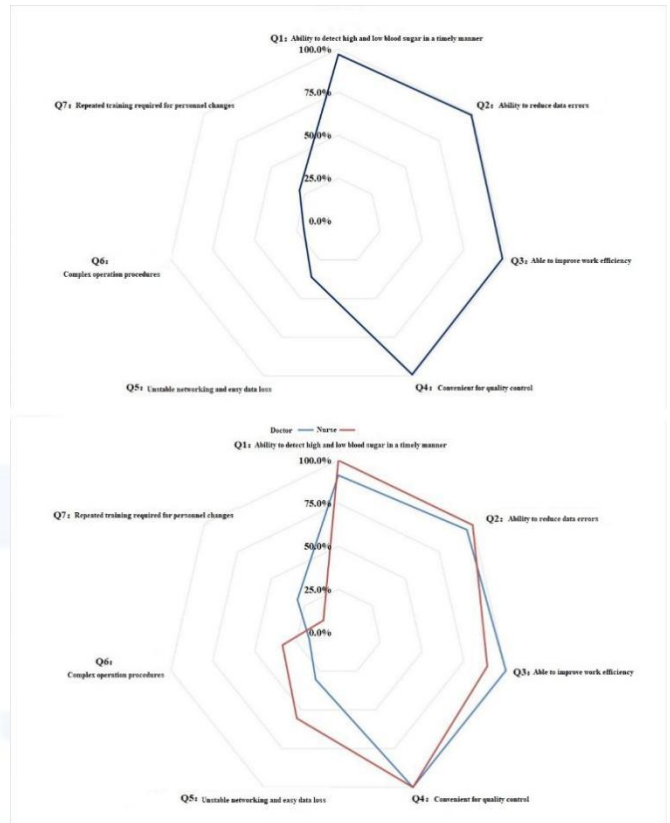 Q1: Ability to detect high and low blood sugar in a timely manner
100.0%
Q7: Repeated training required for personnel changes
75.0%
Q2: Ability to reduce data errors
50.0%
25.0%
0.0%
Q6:
Complex operation procedures
Q3: Able to improve work efficiency
Q5: Unstable networking and easy data loss
Q4: Convenient for quality control
Doctor Nurse
Q1: Ability to detect high and low blood sugar in a timely manner
100.0%
Q7: Repeated training required for personnel changes
75.0%
Q2: Ability to reduce data errors
50.0%
25.0%
0.0%
Q6:
Complex operation procedures
Q3: Able to improve work efficiency
Q5: Unstable networking and easy data loss
Q4: Convenient for quality control